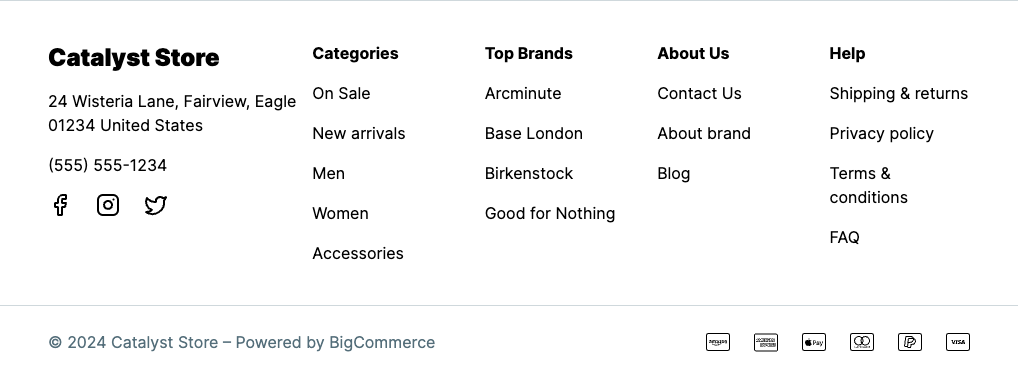 Catalyst Store
24 Wisteria Lane, Fairview, Eagle
01234 United States
(555) 555-1234
Categories
On Sale
New arrivals
Men
Women
Accessories
Top Brands
Arcminute
Base London
Birkenstock
Good for Nothing
About Us
Contact Us
About brand
Blog
Help
Shipping & returns
Privacy policy
Terms &
conditions
FAQ
© 2024 Catalyst Store – Powered by BigCommerce
amazon
Pay
VISA